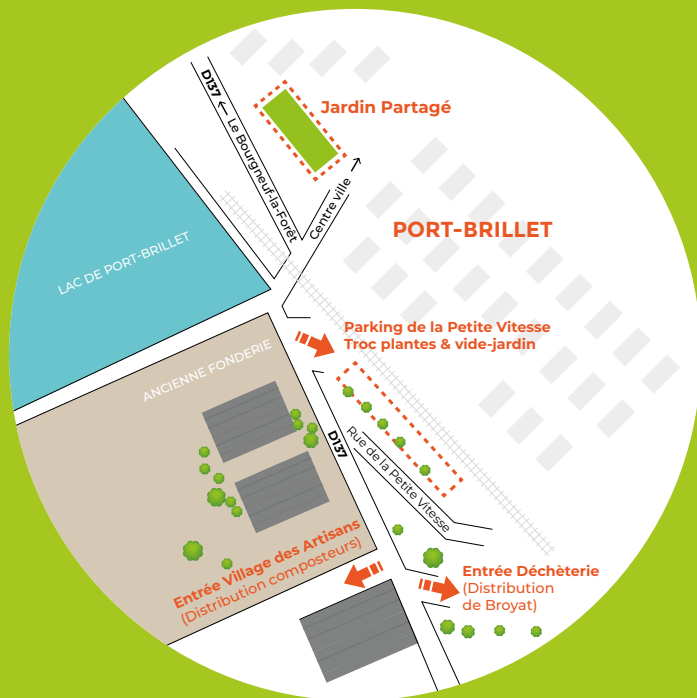 D137 ← Le Bourgneuf-la-Forêt
Jardin Partagé
Centre ville →
PORT-BRILLET
LAC DE PORT-BRILLET
Parking de la Petite Vitesse
Troc plantes & vide-jardin
ANCIENNE FONDERIE
D137
Rue de la Petite Vitesse
Entrée Village des Artisans
(Distribution composteurs)
Entrée Déchèterie
(Distribution
de Broyat)